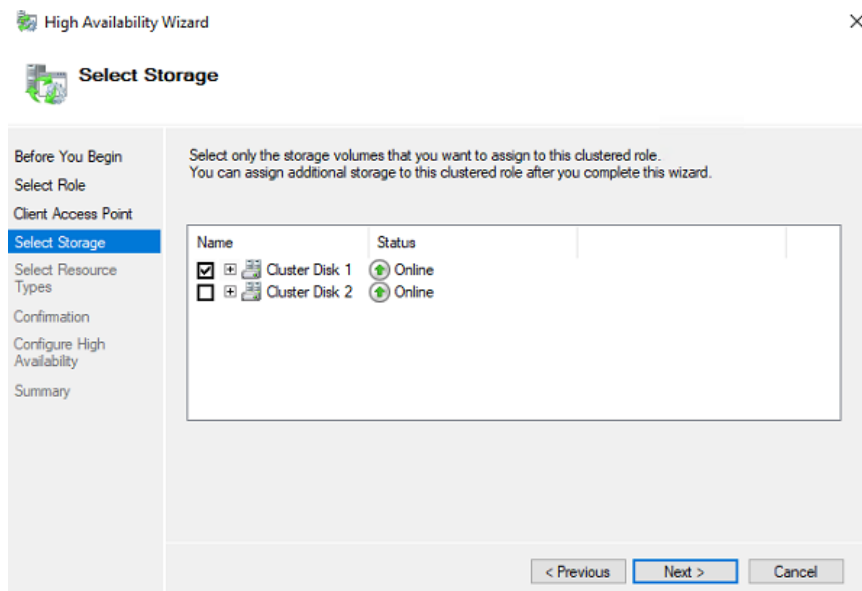 High Availability Wizard
Select Storage
Before You Begin
Select Role
Client Access Point
Select Storage
Select Resource
Types
Confirmation
Configure High
Availability
Summary
Select only the storage volumes that you want to assign to this clustered role.
You can assign additional storage to this clustered role after you complete this wizard.
Name Status
Cluster Disk 1 Online
Cluster Disk 2 Online
< Previous Next > Cancel